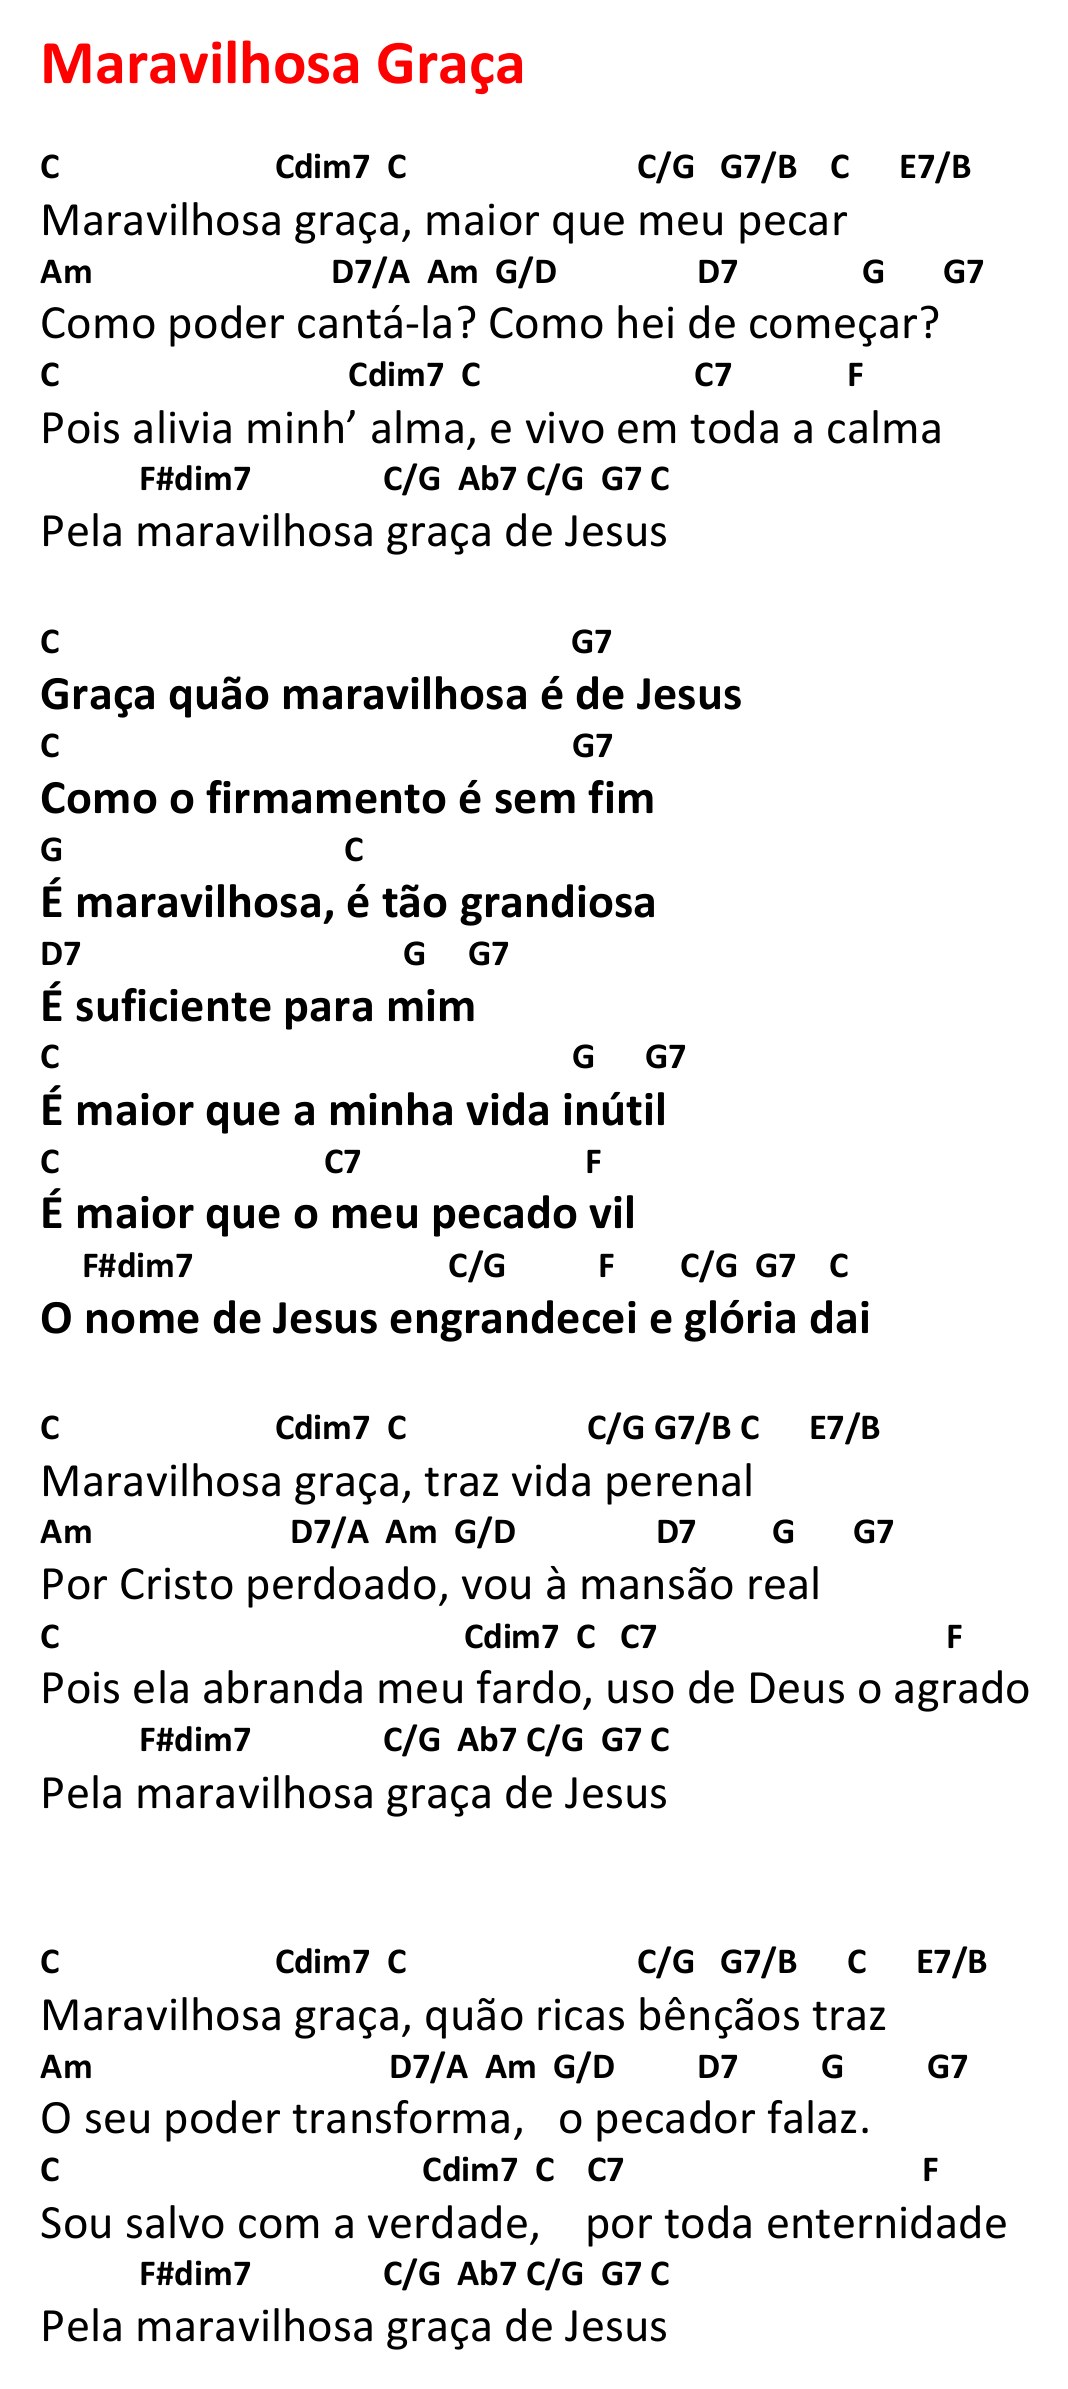 Maravilhosa Graça
C Cdim7 C C/G G7/B C E7/B
Maravilhosa graça, maior que meu pecar
Am D7/A Am G/D D7 G G7
Como poder cantá-la? Como hei de começar?
C Cdim7 C C7 F
Pois alivia minh’ alma, e vivo em toda a calma
F#dim7 C/G Ab7 C/G G7 C
Pela maravilhosa graça de Jesus
C G7
Graça quão maravilhosa é de Jesus
C G7
Como o firmamento é sem fim
G C
É maravilhosa, é tão grandiosa
D7 G G7
É suficiente para mim
C G G7
É maior que a minha vida inútil
C C7 F
É maior que o meu pecado vil
F#dim7 C/G F C/G G7 C
O nome de Jesus engrandecei e glória dai
C Cdim7 C C/G G7/B C E7/B
Maravilhosa graça, traz vida perenal
Am D7/A Am G/D D7 G G7
Por Cristo perdoado, vou à mansão real
C Cdim7 C C7 F
Pois ela abranda meu fardo, uso de Deus o agrado
F#dim7 C/G Ab7 C/G G7 C
Pela maravilhosa graça de Jesus
C Cdim7 C C/G G7/B C E7/B
Maravilhosa graça, quão ricas bênçãos traz
Am D7/A Am G/D D7 G G7
O seu poder transforma, o pecador falaz.
C Cdim7 C C7 F
Sou salvo com a verdade, por toda enternidade
F#dim7 C/G Ab7 C/G G7 C
Pela maravilhosa graça de Jesus